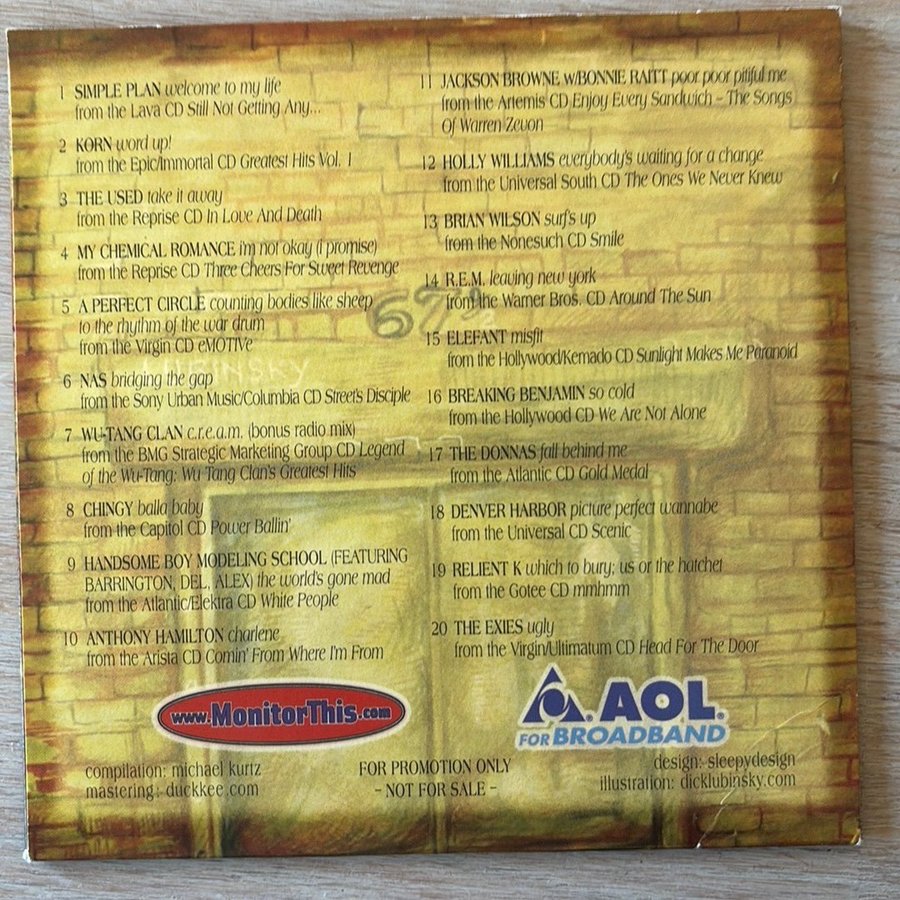 1 SIMPLE PLAN welcome to my life
from the Lava CD Still Not Getting Any...
2 KORN word up!
from the Epic/Immortal CD Greatest Hits Vol. 1
3 THE USED take it away
from the Reprise CD In Love And Death
4 MY CHEMICAL ROMANCE i'm not okay (i promise)
from the Reprise CD Three Cheers For Sweet Revenge
5 A PERFECT CIRCLE counting bodies like sheep
to the rhythm of the war drum
from the Virgin CD eMOTIVe
6 NAS bridging the gap
from the Sony Urban Music/Columbia CD Street's Disciple
7 WU-TANG CLAN c.r.e.a.m. (bonus radio mix)
from the BMG Strategic Marketing Group CD Legend
of the Wu-Tang: Wu Tang Clan's Greatest Hits
8 CHINGY balla baby
from the Capitol CD Power Ballin'
9 HANDSOME BOY MODELING SCHOOL (FEATURING
BARRINGTON, DEL, ALEX) the world's gone mad
from the Atlantic/Elektra CD White People
10 ANTHONY HAMILTON charlene
from the Arista CD Comin' From Where I'm From
11 JACKSON BROWNE W/BONNIE RAITT poor poor pitiful me
from the Artemis CD Enjoy Every Sandwich - The Songs
Of Warren Zevon
12 HOLLY WILLIAMS everybody's waiting for a change
from the Universal South CD The Ones We Never Knew
13 BRIAN WILSON surf's up
from the Nonesuch CD Smile
14 R.E.M. leaving new york
from the Warner Bros. CD Around The Sun
15 ELEFANT misfit
from the Hollywood/Kemado CD Sunlight Makes Me Paranoid
16 BREAKING BENJAMIN so cold
from the Hollywood CD We Are Not Alone
17 THE DONNAS fall behind me
from the Atlantic CD Gold Medal
18 DENVER HARBOR picture perfect wannabe
from the Universal CD Scenic
19 RELIENT K which to bury; us or the hatchet
from the Gotee CD mmhmm
20 THE EXIES ugly
from the Virgin/Ultimatum CD Head For The Door
www.MonitorThis.com
AOL
FOR BROADBAND
compilation: michael kurtz
mastering: duckkee.com
FOR PROMOTION ONLY
- NOT FOR SALE -
design: sleepydesign
illustration: dicklubinsky.com